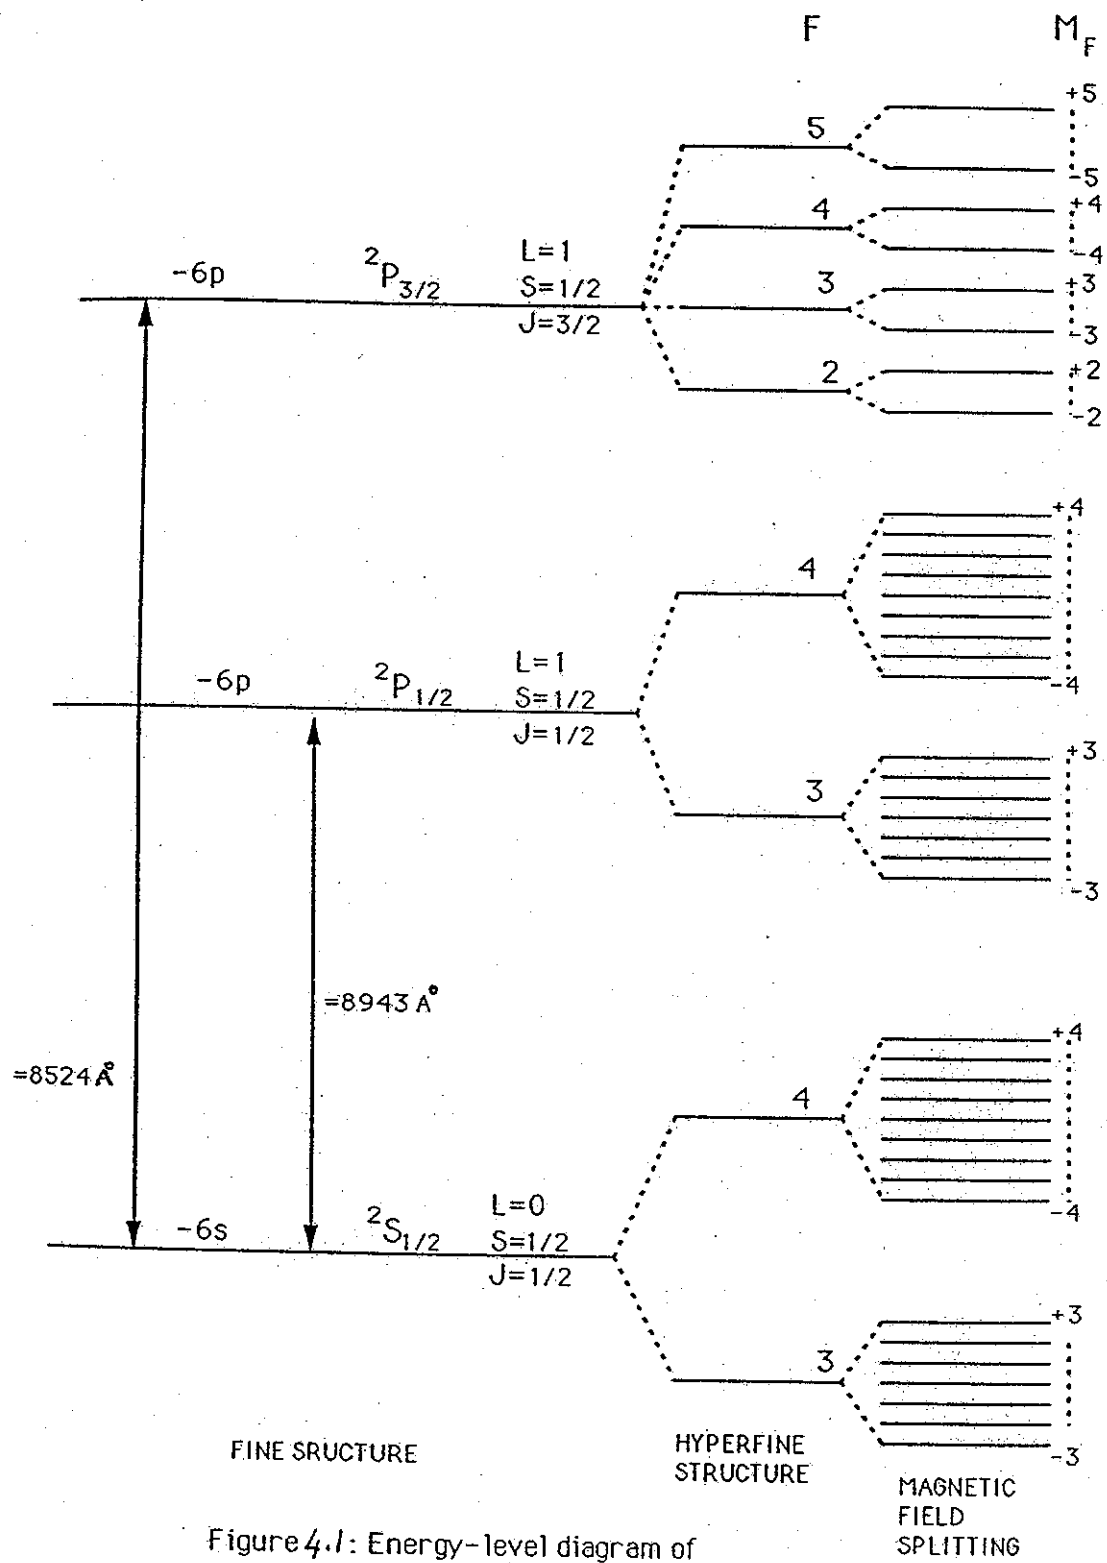 F M_F
+5
5
-5
+4
4
-4
-6p ²P₃/₂ L=1
S=1/2
J=3/2
+3
3
-3
+2
2
-2
+4
4
-4
-6p ²P₁/₂ L=1
S=1/2
J=1/2
+3
3
-3
=8943 A°
=8524 A°
+4
4
-4
-6s ²S₁/₂ L=0
S=1/2
J=1/2
+3
3
-3
FINE SRUCTURE
HYPERFINE
STRUCTURE
MAGNETIC
FIELD
SPLITTING
Figure 4.1: Energy-level diagram of